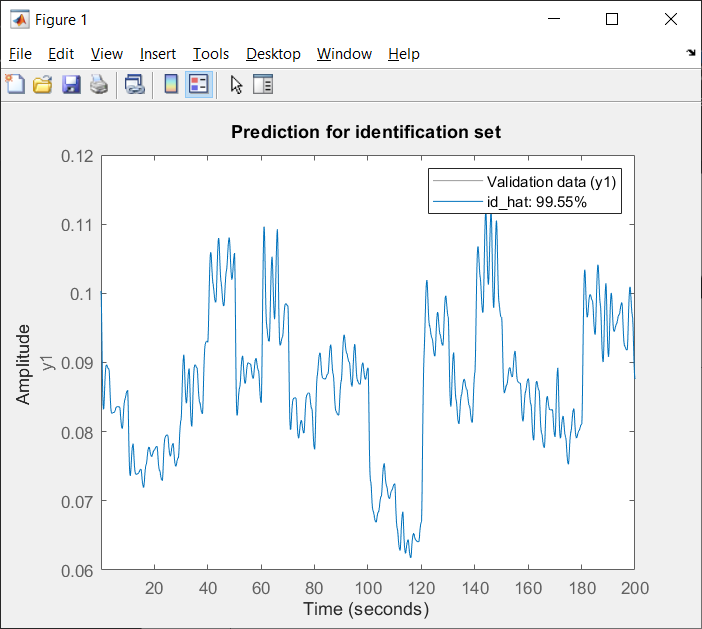 Figure 1
File Edit View Insert Tools Desktop Window Help
Prediction for identification set
Validation data (y1)
id_hat: 99.55%
Amplitude
y1
0.12
0.11
0.1
0.09
0.08
0.07
0.06
20 40 60 80 100 120 140 160 180 200
Time (seconds)